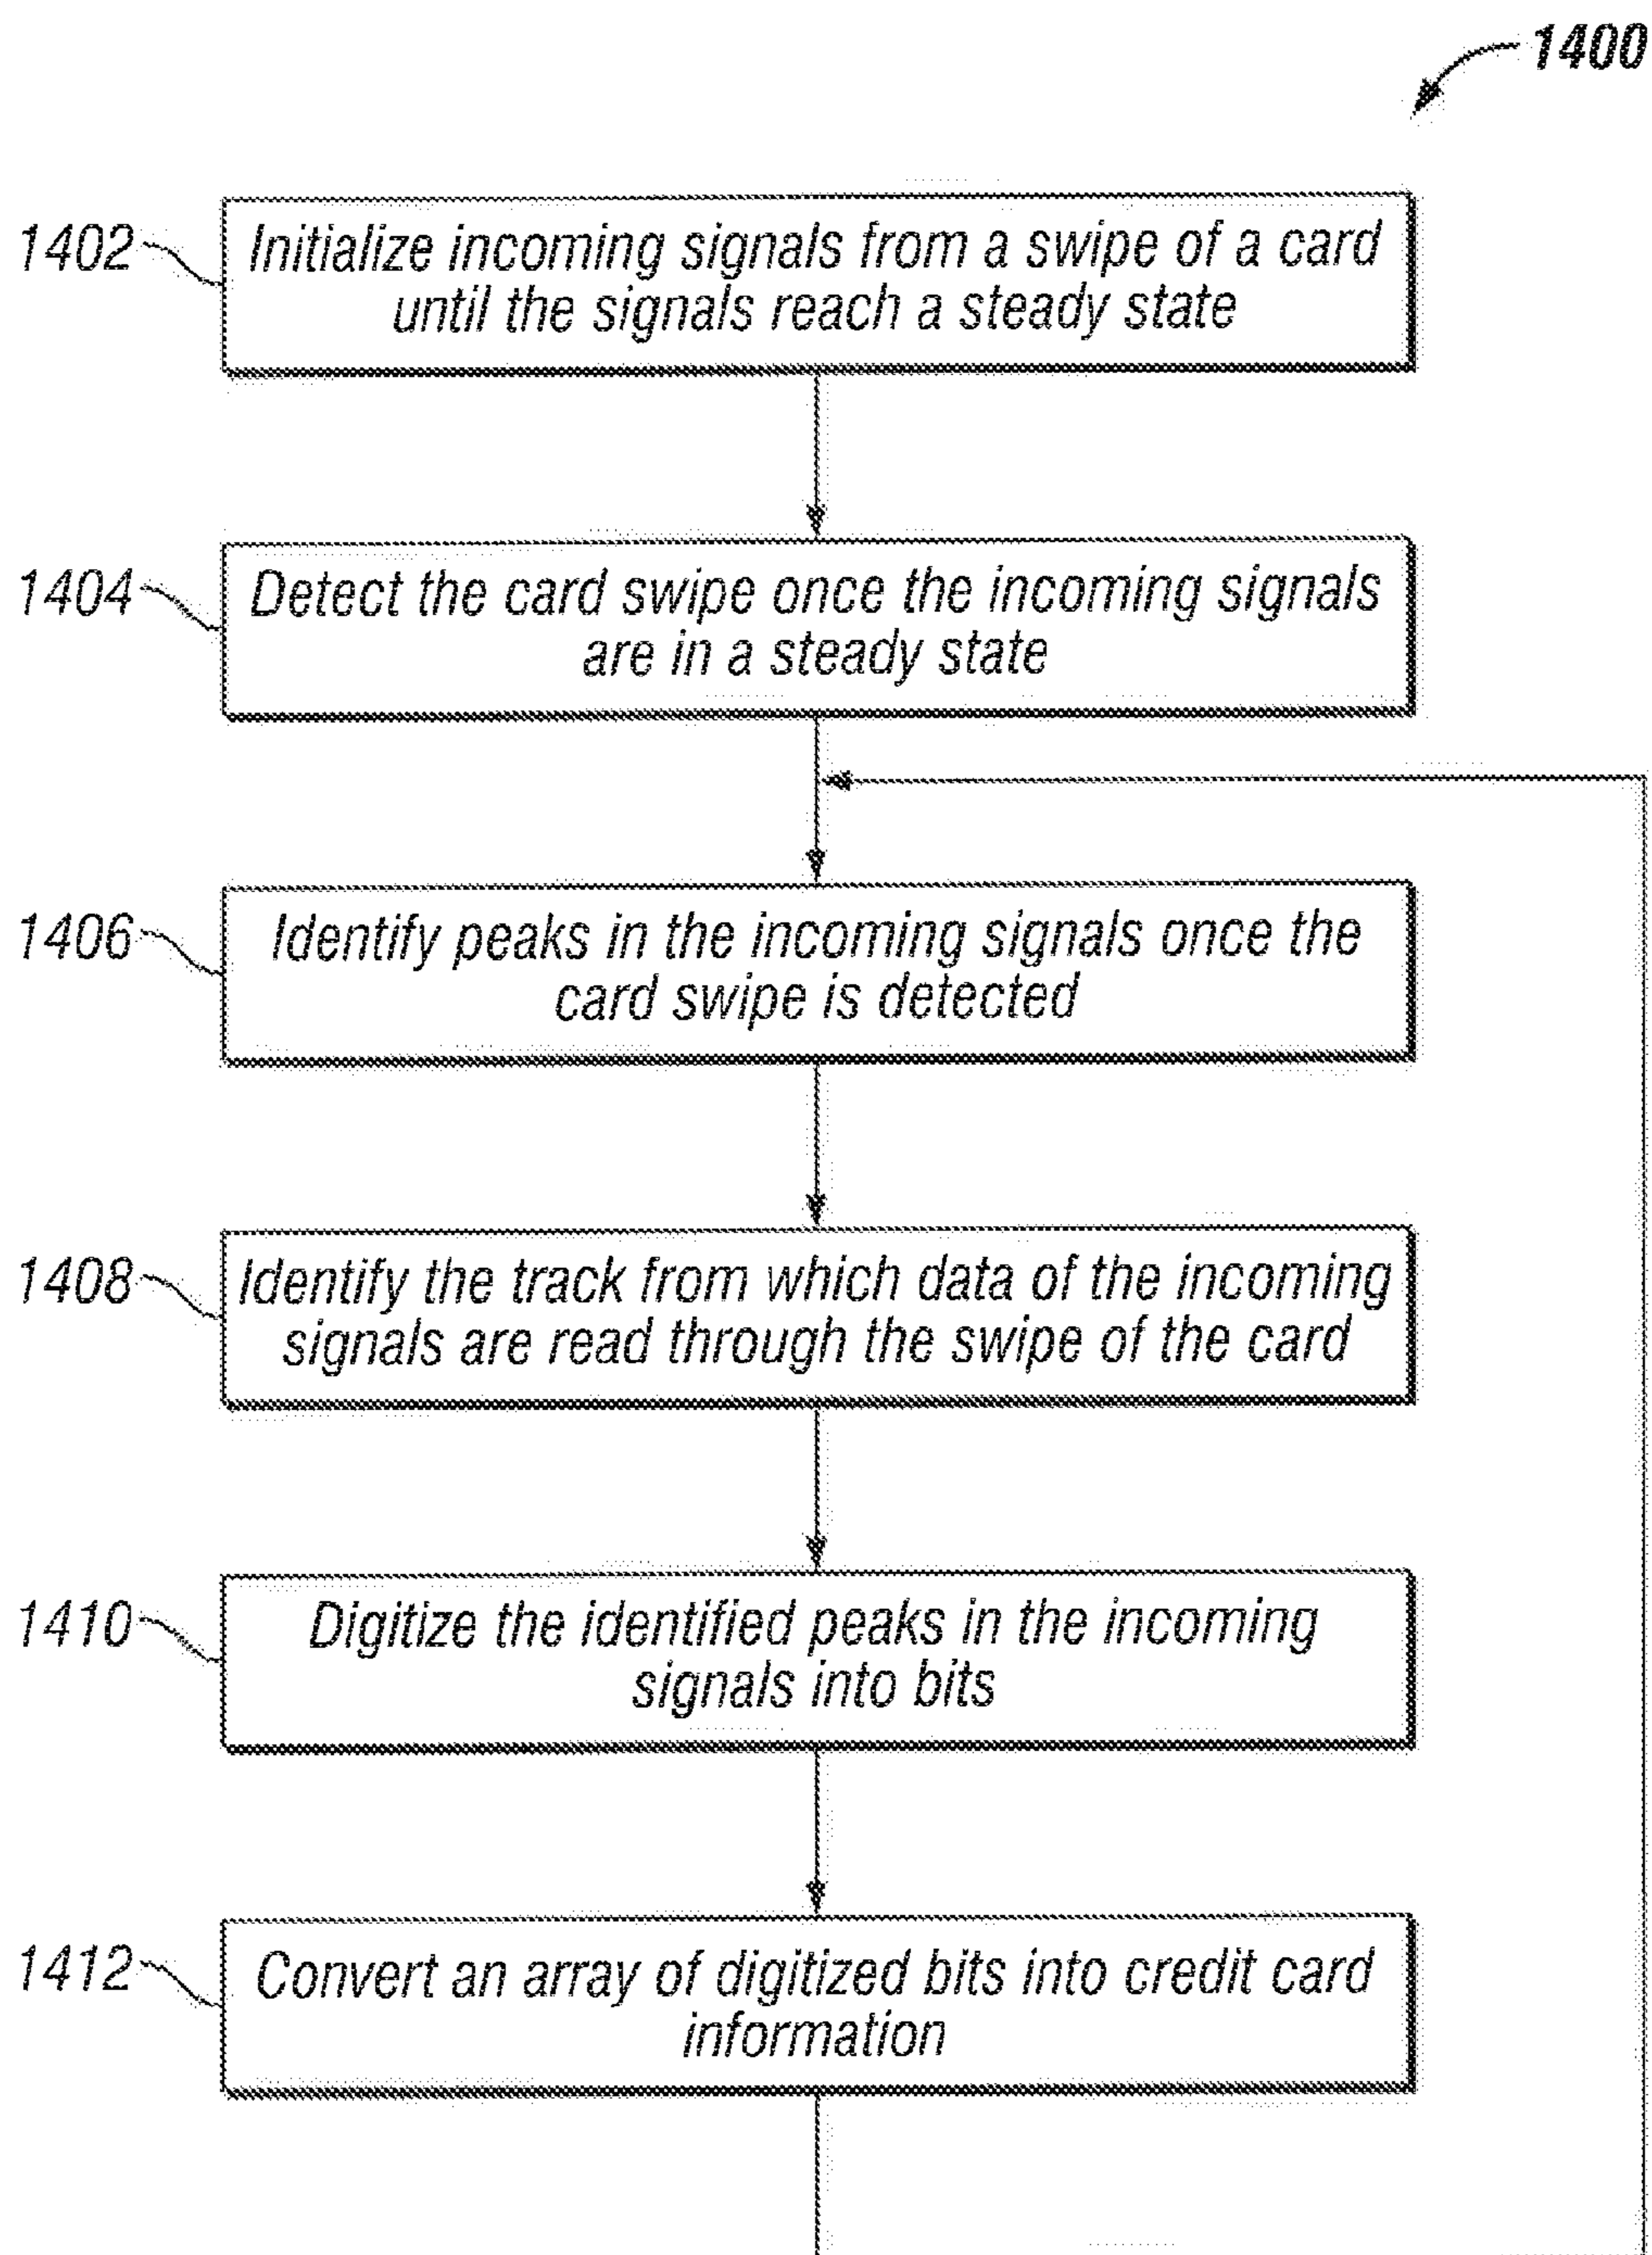 1400
1402
Initialize incoming signals from a swipe of a card
until the signals reach a steady state
1404
Detect the card swipe once the incoming signals
are in a steady state
1406
Identify peaks in the incoming signals once the
card swipe is detected
1408
Identify the track from which data of the incoming
signals are read through the swipe of the card
1410
Digitize the identified peaks in the incoming
signals into bits
1412
Convert an array of digitized bits into credit card
information